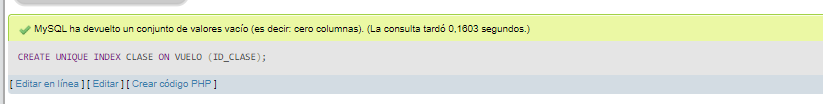 MySQL ha devuelto un conjunto de valores vacío (es decir: cero columnas). (La consulta tardó 0,1603 segundos.)
CREATE UNIQUE INDEX CLASE ON VUELO (ID_CLASE);
[ Editar en línea ] [ Editar ] [ Crear código PHP ]